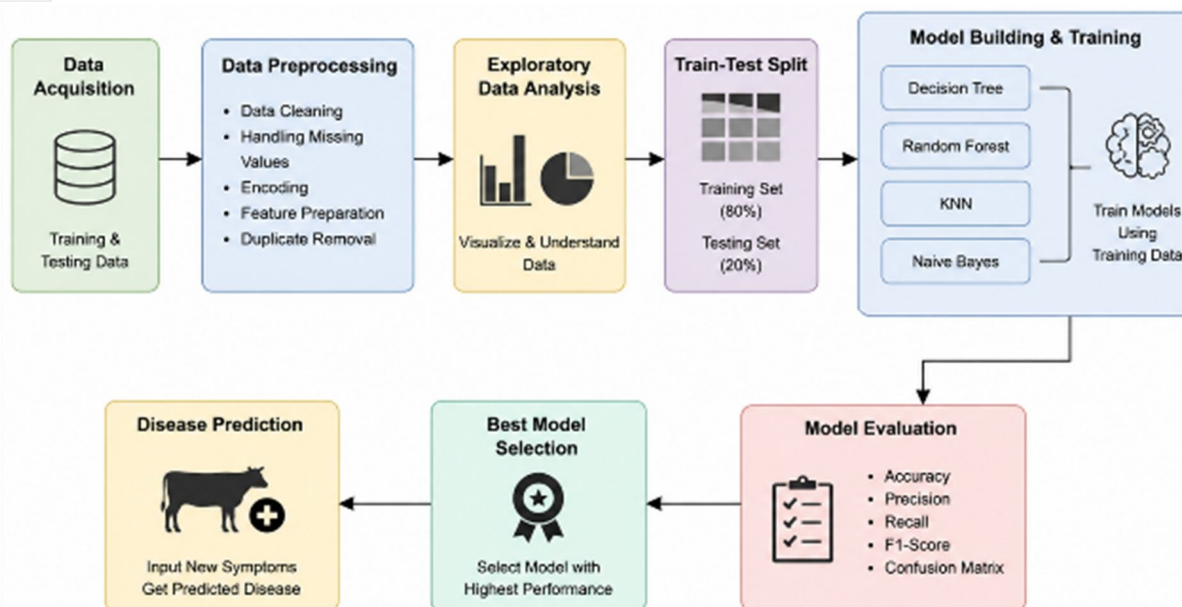 Data
Acquisition
Training &
Testing Data
Data Preprocessing
• Data Cleaning
• Handling Missing
Values
• Encoding
• Feature Preparation
• Duplicate Removal
Exploratory
Data Analysis
Visualize & Understand
Data
Train-Test Split
Training Set
(80%)
Testing Set
(20%)
Model Building & Training
Decision Tree
Random Forest
KNN
Naive Bayes
Train Models
Using
Training Data
Model Evaluation
• Accuracy
• Precision
• Recall
• F1-Score
• Confusion Matrix
Best Model
Selection
Select Model with
Highest Performance
Disease Prediction
Input New Symptoms
Get Predicted Disease